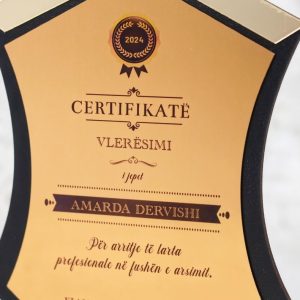 2024
CERTIFIKATË
VLERËSIMI
i jepet
AMARDA DERVISHI
Për arritje të larta
profesionale në fushën e arsimit.